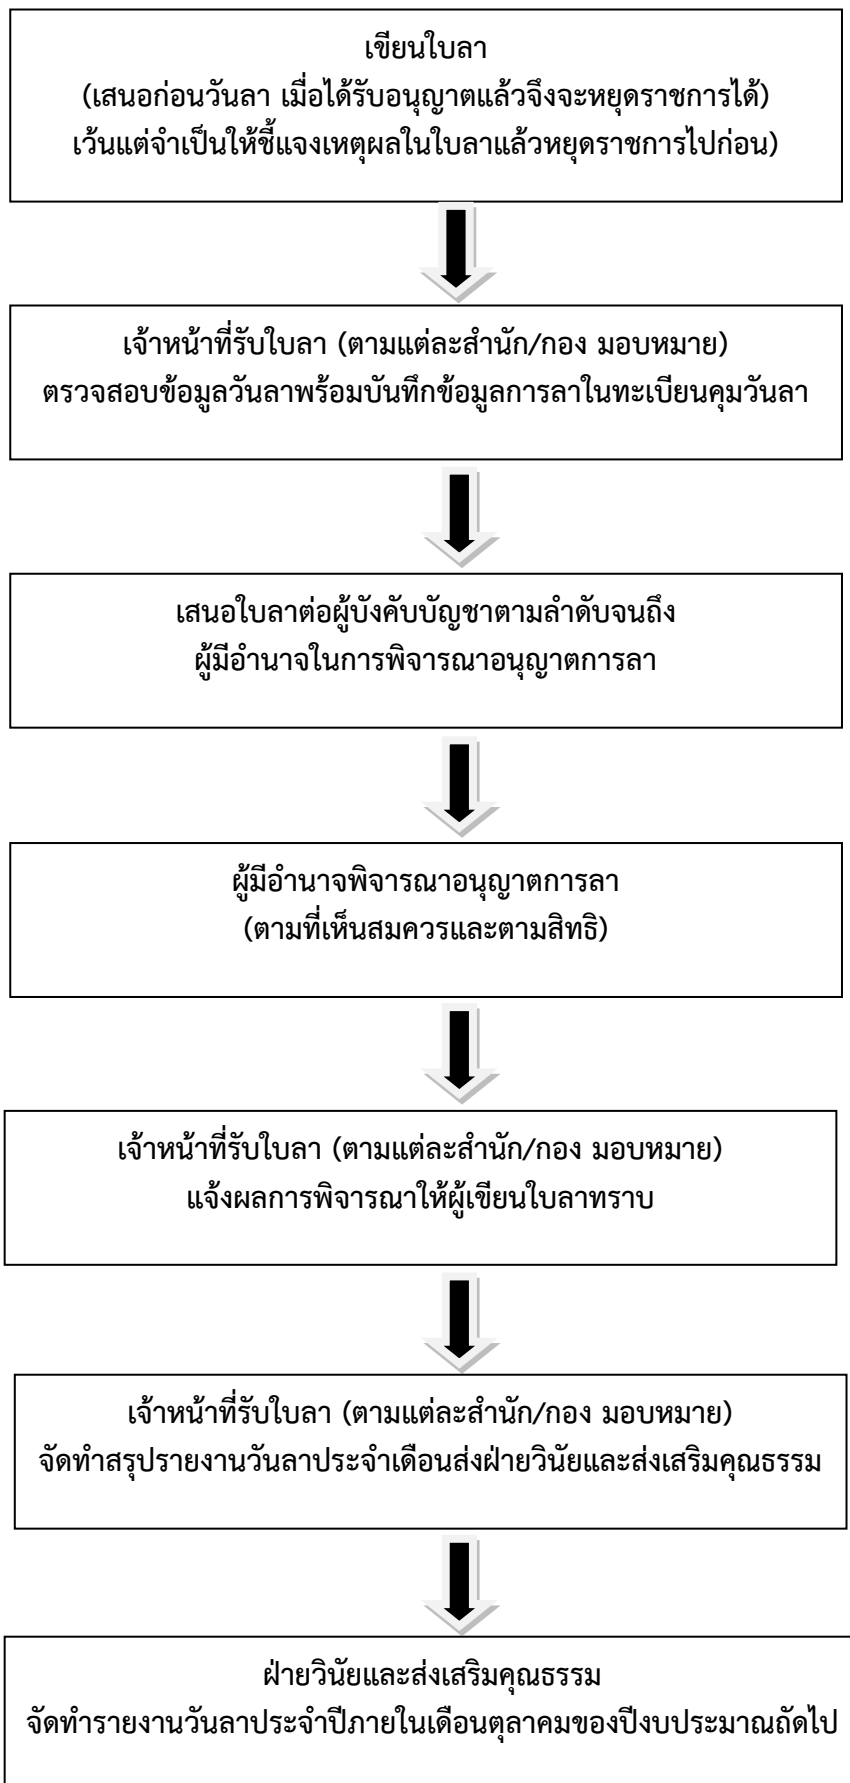 เขียนใบลา
(เสนอก่อนวันลา เมื่อได้รับอนุญาตแล้วจึงจะหยุดราชการได้)
เว้นแต่จำเป็นให้ชี้แจงเหตุผลในใบลาแล้วหยุดราชการไปก่อน)
เจ้าหน้าที่รับใบลา (ตามแต่ละสำนัก/กอง มอบหมาย)
ตรวจสอบข้อมูลวันลาพร้อมบันทึกข้อมูลการลาในทะเบียนคุมวันลา
เสนอใบลาต่อผู้บังคับบัญชาตามลำดับจนถึง
ผู้มีอำนาจในการพิจารณาอนุญาตการลา
ผู้มีอำนาจพิจารณาอนุญาตการลา
(ตามที่เห็นสมควรและตามสิทธิ)
เจ้าหน้าที่รับใบลา (ตามแต่ละสำนัก/กอง มอบหมาย)
แจ้งผลการพิจารณาให้ผู้เขียนใบลาทราบ
เจ้าหน้าที่รับใบลา (ตามแต่ละสำนัก/กอง มอบหมาย)
จัดทำสรุปรายงานวันลาประจำเดือนส่งฝ่ายวินัยและส่งเสริมคุณธรรม
ฝ่ายวินัยและส่งเสริมคุณธรรม
จัดทำรายงานวันลาประจำปีภายในเดือนตุลาคมของปีงบประมาณถัดไป